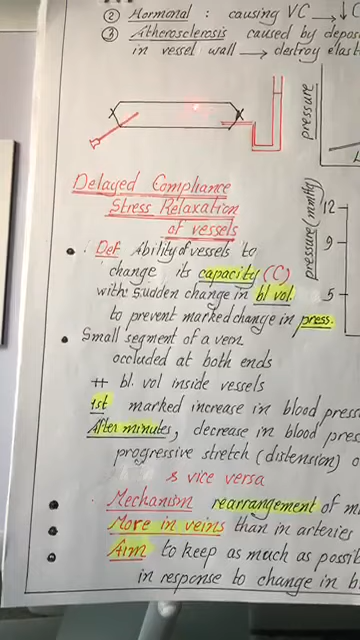 ② Hormonal : causing VC → ↓ C
③ Atherosclerosis caused by depos
in vessel wall → destroy elast
pressure
X X
Delayed Compliance
Stress Relaxation
of vessels
pressure (mmHg)
12
9
5
• Def Ability of vessels to
change its capacity (C)
with sudden change in bl vol.
to prevent marked change in press.
• Small segment of a vein
occluded at both ends
++ bl. vol inside vessels
1st marked increase in blood press
After minutes, decrease in blood pres
progressive stretch (distension) o
& vice versa
• Mechanism rearrangement of m
• More in veins than in arteries
• Aim to keep as much as possib
in response to change in b